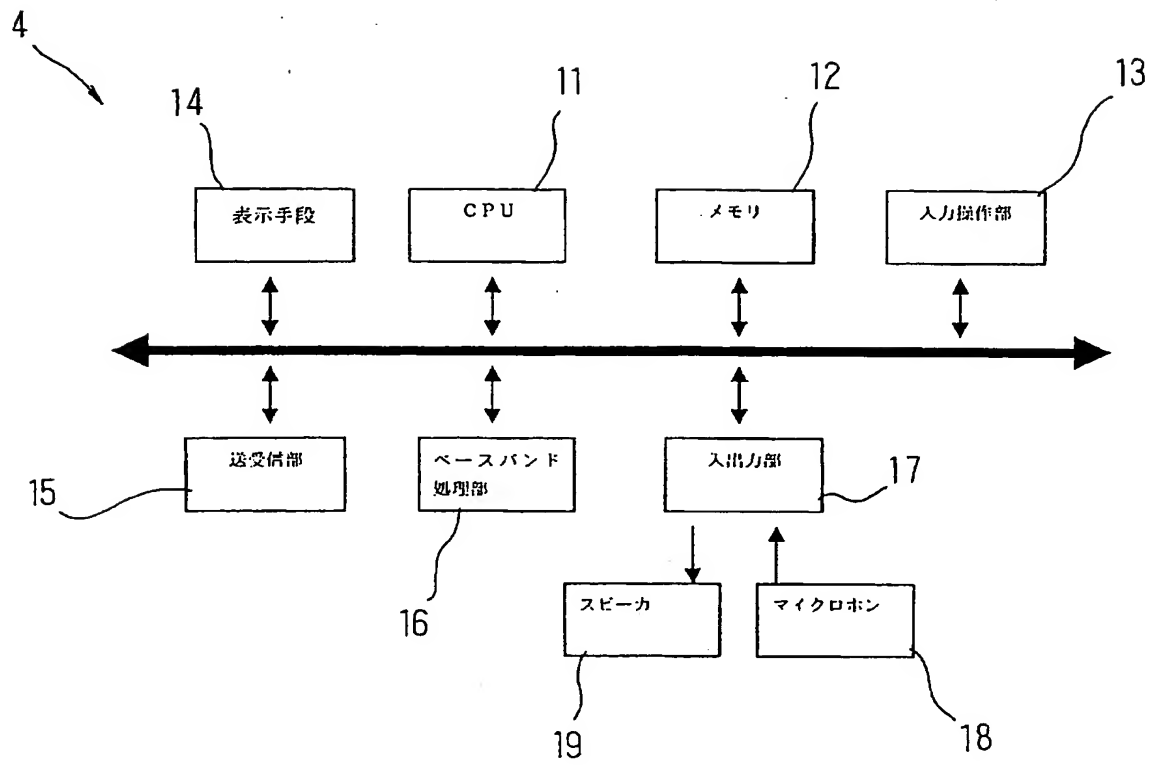 4
14
11
12
13
表示手段
CPU
メモリ
入力操作部
送受信部
ベースバンド
処理部
入出力部
15
16
17
スピーカ
マイクロホン
19
18